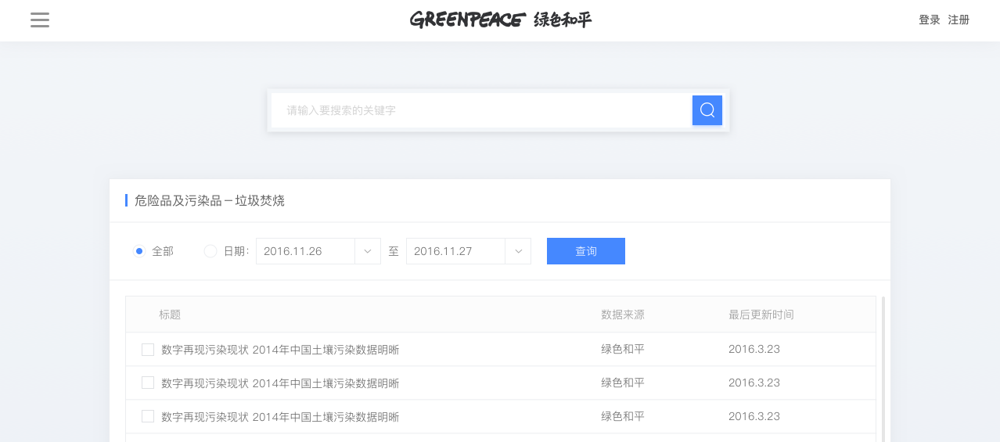 GREENPEACE 绿色和平
登录 注册
请输入要搜索的关键字
危险品及污染品－垃圾焚烧
全部 日期： 2016.11.26 至 2016.11.27 查询
标题 数据来源 最后更新时间
数字再现污染现状 2014年中国土壤污染数据明晰 绿色和平 2016.3.23
数字再现污染现状 2014年中国土壤污染数据明晰 绿色和平 2016.3.23
数字再现污染现状 2014年中国土壤污染数据明晰 绿色和平 2016.3.23